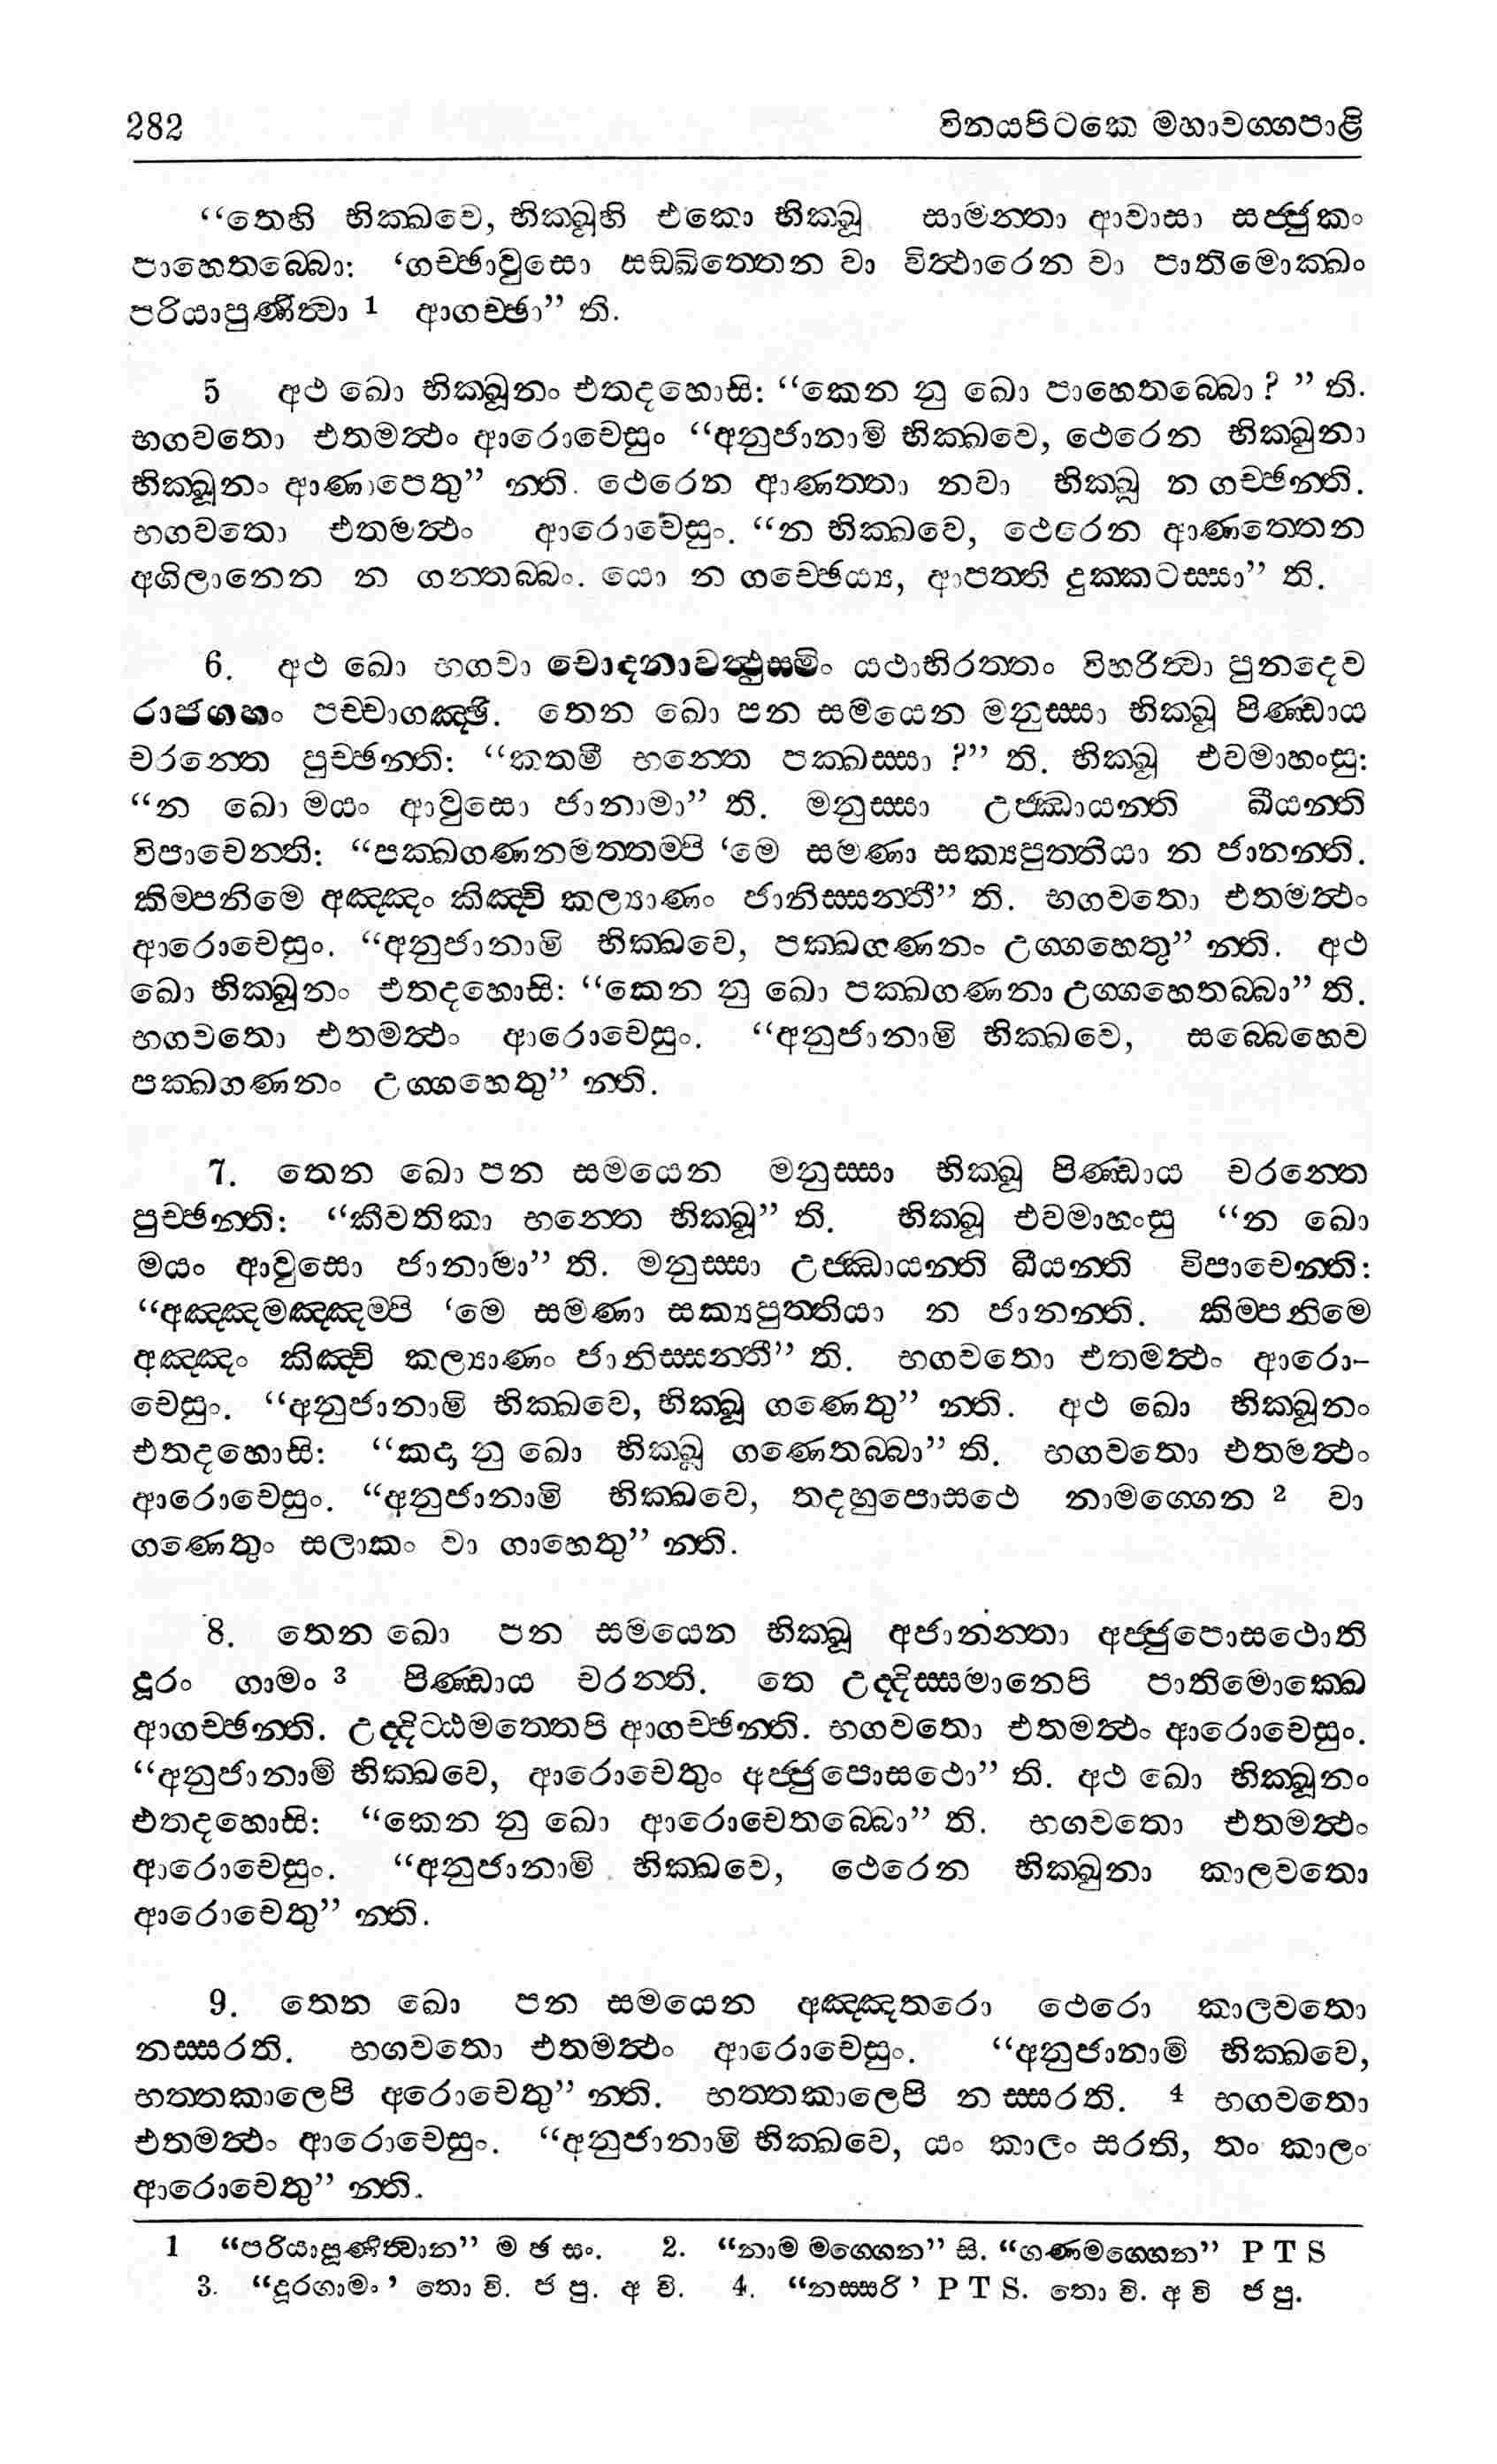 282 විනයපිටකෙ මහාවග්ගපාළි
“තෙහි භික්ඛවෙ, භික්ඛූහි එකො භික්ඛු සාමන්තා ආවාසා සජ්ජුකං
පාහෙතබ්බො: ‘ගච්ඡාවුසො සඞ්ඛිත්තෙන වා විත්ථාරෙන වා පාතිමොක්ඛං
පරියාපුණිත්වා 1 ආගච්ඡා” ති.
5 අථ ඛො භික්ඛූනං එතදහොසි: “කෙන නු ඛො පාහෙතබ්බො ? ” ති.
භගවතො එතමත්ථං ආරොචෙසුං “අනුජානාමි භික්ඛවෙ, ථෙරෙන භික්ඛුනා
භික්ඛූනං ආණාපෙතු” න්ති. ථෙරෙන ආණත්තා නවා භික්ඛූ න ගච්ඡන්ති.
භගවතො එතමත්ථං ආරොචෙසුං. “න භික්ඛවෙ, ථෙරෙන ආණත්තෙන
අගිලානෙන න ගන්තබ්බං. යො න ගච්ඡෙය්‍ය, ආපත්ති දුක්කටස්සා” ති.
6. අථ ඛො භගවා චොදනාවත්ථුස්මිං යථාභිරත්තං විහරිත්වා පුනදෙව
රාජගහං පච්චාගඤ්ඡි. තෙන ඛො පන සමයෙන මනුස්සා භික්ඛූ පිණ්ඩාය
චරන්තෙ පුච්ඡන්ති: “කතමී භන්තෙ පක්ඛස්සා ?” ති. භික්ඛූ එවමාහංසු:
“න ඛො මයං ආවුසො ජානාමා” ති. මනුස්සා උජ්ඣායන්ති ඛීයන්ති
විපාචෙන්ති: “පක්ඛගණනමත්තම්පි ‘මෙ සමණා සක්‍යපුත්තියා න ජානන්ති.
කිම්පනිමෙ අඤ්ඤං කිඤ්චි කල්‍යාණං ජානිස්සන්තී” ති. භගවතො එතමත්ථං
ආරොචෙසුං. “අනුජානාමි භික්ඛවෙ, පක්ඛගණනං උග්ගහෙතු” න්ති. අථ
ඛො භික්ඛූනං එතදහොසි: “කෙන නු ඛො පක්ඛගණනා උග්ගහෙතබ්බා” ති.
භගවතො එතමත්ථං ආරොචෙසුං. “අනුජානාමි භික්ඛවෙ, සබ්බෙහෙව
පක්ඛගණනං උග්ගහෙතු” න්ති.
7. තෙන ඛො පන සමයෙන මනුස්සා භික්ඛූ පිණ්ඩාය චරන්තෙ
පුච්ඡන්ති: “කීවතිකා භන්තෙ භික්ඛූ” ති. භික්ඛූ එවමාහංසු “න ඛො
මයං ආවුසො ජානාමා” ති. මනුස්සා උජ්ඣායන්ති ඛීයන්ති විපාචෙන්ති:
“අඤ්ඤමඤ්ඤම්පි ‘මෙ සමණා සක්‍යපුත්තියා න ජානන්ති. කිම්පනිමෙ
අඤ්ඤං කිඤ්චි කල්‍යාණං ජානිස්සන්තී” ති. භගවතො එතමත්ථං ආරො-
චෙසුං. “අනුජානාමි භික්ඛවෙ, භික්ඛූ ගණෙතු” න්ති. අථ ඛො භික්ඛූනං
එතදහොසි: “කදා නු ඛො භික්ඛූ ගණෙතබ්බා” ති. භගවතො එතමත්ථං
ආරොචෙසුං. “අනුජානාමි භික්ඛවෙ, තදහුපොසථෙ නාමග්ගෙන 2 වා
ගණෙතුං සලාකං වා ගාහෙතු” න්ති.
8. තෙන ඛො පන සමයෙන භික්ඛූ අජානන්තා අජ්ජුපොසථොති
දූරං ගාමං 3 පිණ්ඩාය චරන්ති. තෙ උද්දිස්සමානෙපි පාතිමොක්ඛෙ
ආගච්ඡන්ති. උද්දිට්ඨමත්තෙපි ආගච්ඡන්ති. භගවතො එතමත්ථං ආරොචෙසුං.
“අනුජානාමි භික්ඛවෙ, ආරොචෙතුං අජ්ජුපොසථො” ති. අථ ඛො භික්ඛූනං
එතදහොසි: “කෙන නු ඛො ආරොචෙතබ්බො” ති. භගවතො එතමත්ථං
ආරොචෙසුං. “අනුජානාමි භික්ඛවෙ, ථෙරෙන භික්ඛුනා කාලවතො
ආරොචෙතු” න්ති.
9. තෙන ඛො පන සමයෙන අඤ්ඤතරො ථෙරො කාලවතො
නස්සරති. භගවතො එතමත්ථං ආරොචෙසුං. “අනුජානාමි භික්ඛවෙ,
භත්තකාලෙපි අරොචෙතු” න්ති. භත්තකාලෙපි න ස්සරති. 4 භගවතො
එතමත්ථං ආරොචෙසුං. “අනුජානාමි භික්ඛවෙ, යං කාලං සරති, තං කාලං
ආරොචෙතු” න්ති.
1 “පරියාපූණිත්වාන” ම ඡ සං. 2. “නාම මග්ගෙන” සි. “ගණමග්ගෙන” P T S
3. “දූරගාමං ’ තො වි. ජ පු. අ වි. 4. “නස්සරි ’ P T S. තො වි. අ වි ජ පු.